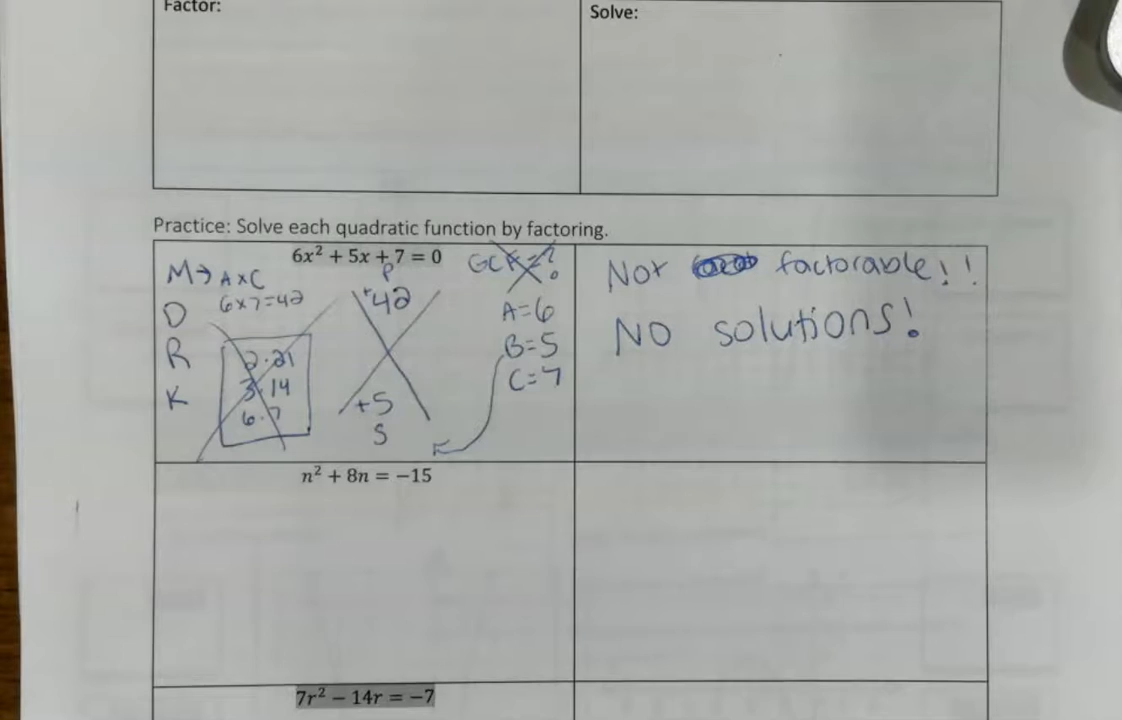 Factor:
Solve:
Practice: Solve each quadratic function by factoring.
6x² + 5x + 7 = 0
GCF=?
M→ A×C
6×7=42
D
R
K
2·21
3·14
6·7
P
+42
+5
S
A=6
B=5
C=7
Not factorable!!
No solutions!
n² + 8n = −15
7r² − 14r = −7